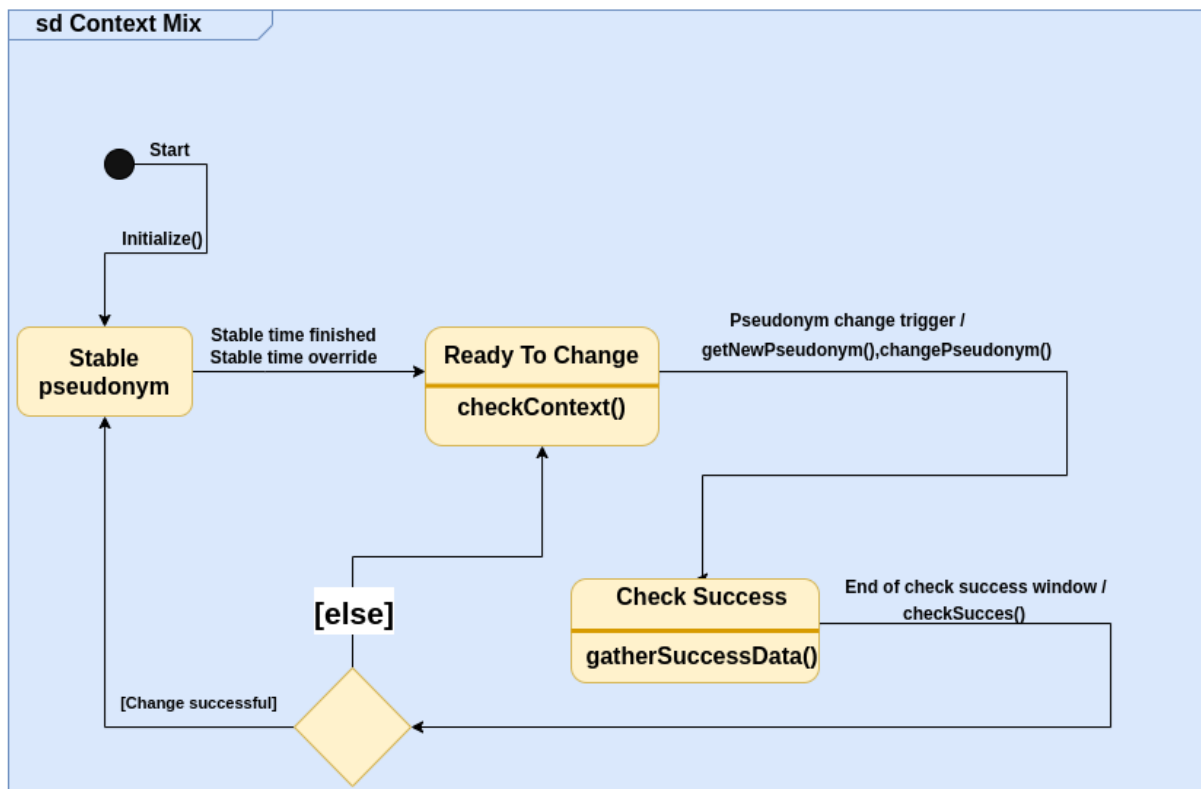 sd Context Mix
Start
Initialize()
Stable
pseudonym
Stable time finished
Stable time override
Ready To Change
checkContext()
Pseudonym change trigger /
getNewPseudonym(),changePseudonym()
Check Success
gatherSuccessData()
End of check success window /
checkSucces()
[else]
[Change successful]